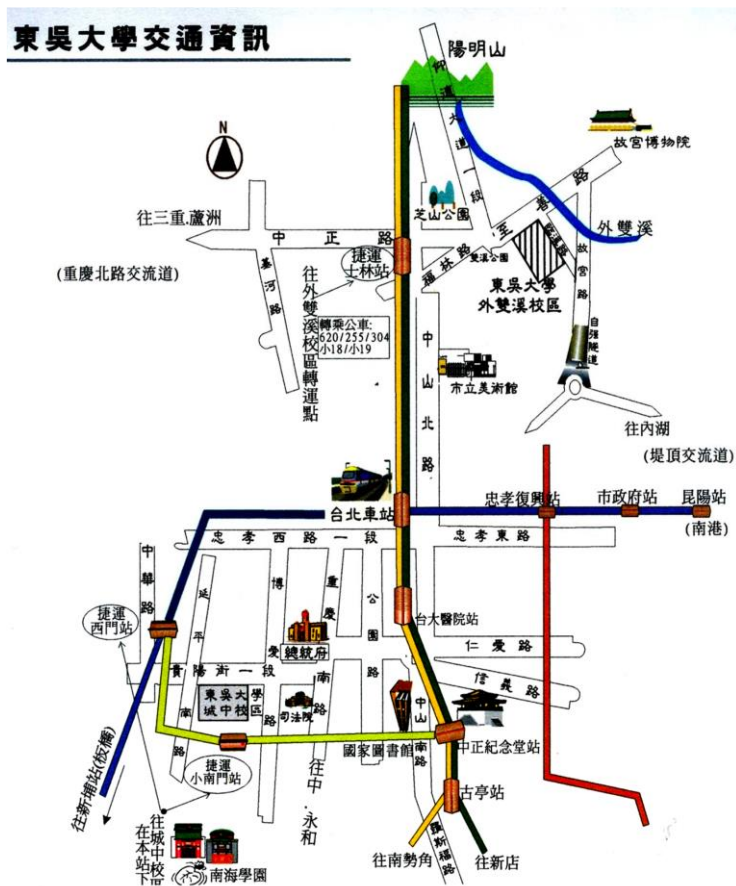 東吳大學交通資訊
陽明山
仰德大道一段
故宮博物院
N
芝山公園
至善路
外雙溪
往三重.蘆洲
中正路
捷運
士林站
福林路
雙溪公園
故宮路
(重慶北路交流道)
基河路
東吳大學
外雙溪校區
往外雙溪校區轉運點
轉乘公車:
620/255/304
小18/小19
自強隧道
中山北路
市立美術館
往內湖
(堤頂交流道)
台北車站
忠孝復興站
市政府站
昆陽站
(南港)
忠孝西路一段
忠孝東路
中華路
延平南路
博愛路
重慶南路
公園路
捷運
西門站
台大醫院站
總統府
仁愛路
貴陽街一段
信義路
東吳大學
城中校區
司法院
中山南路
國家圖書館
中正紀念堂站
捷運
小南門站
往新埔站(板橋)
往中.永和
古亭站
羅斯福路
往城中校區
在本站下
南海學園
往南勢角
往新店